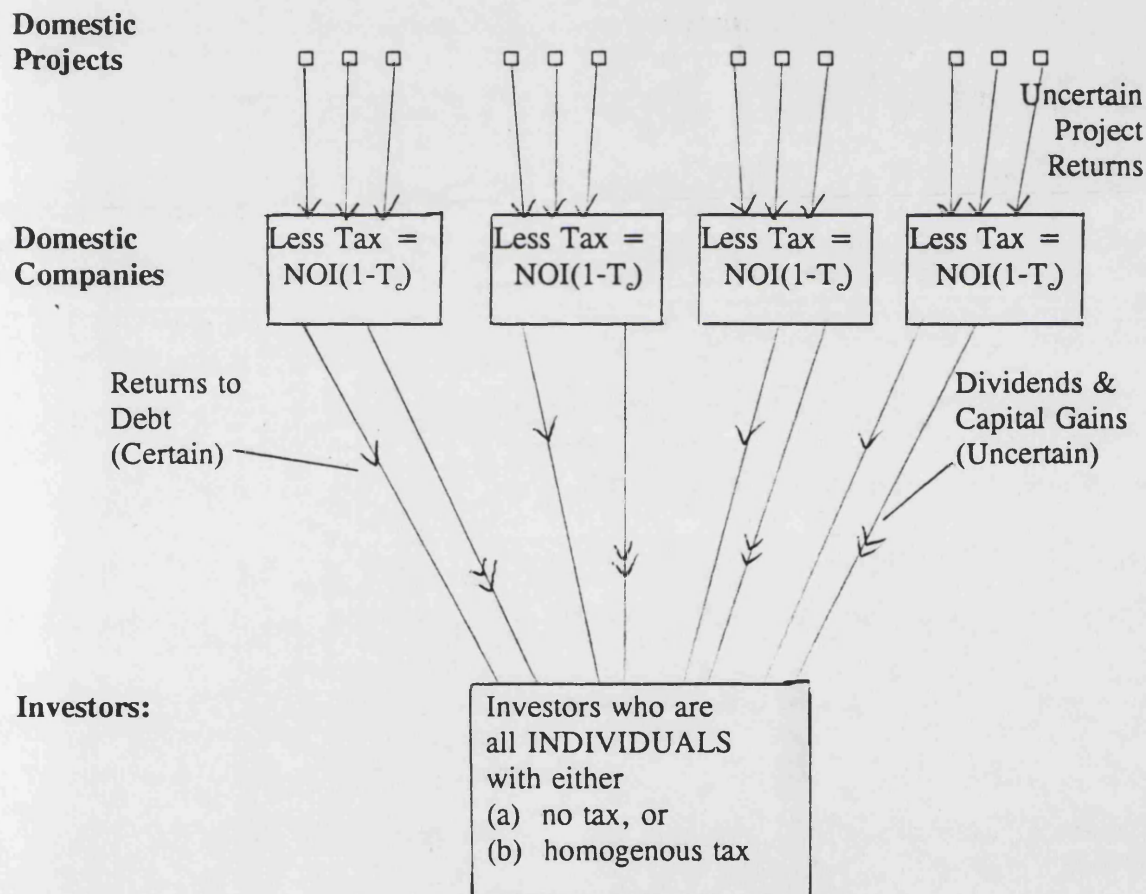 Domestic
Projects
Uncertain
Project
Returns
Domestic
Companies
Less Tax =
NOI(1-T_c)
Less Tax =
NOI(1-T_c)
Less Tax =
NOI(1-T_c)
Less Tax =
NOI(1-T_c)
Returns to
Debt
(Certain)
Dividends &
Capital Gains
(Uncertain)
Investors:
Investors who are
all INDIVIDUALS
with either
(a) no tax, or
(b) homogenous tax